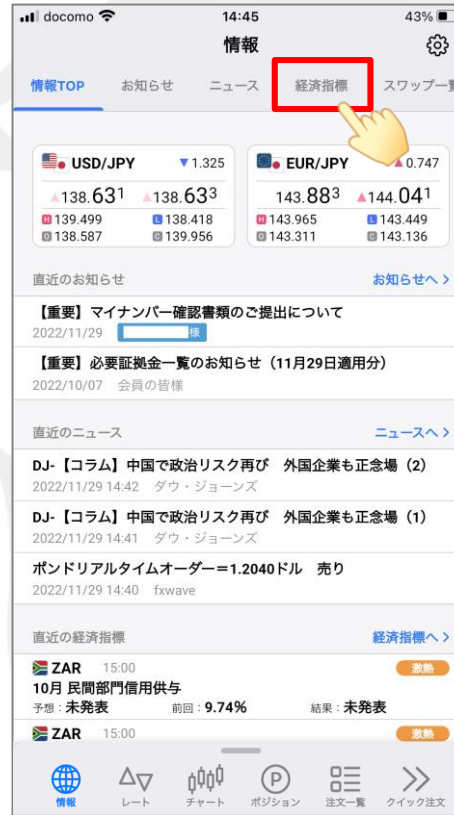 docomo 14:45 43%
情報
情報TOP お知らせ ニュース 経済指標 スワップ一覧
USD/JPY ▼1.325
▲138.631 ▲138.633
H 139.499 L 138.418
O 138.587 C 139.956
EUR/JPY ▲0.747
143.883 ▲144.041
H 143.965 L 143.449
O 143.311 C 143.136
直近のお知らせ お知らせへ >
【重要】マイナンバー確認書類のご提出について
2022/11/29 様
【重要】必要証拠金一覧のお知らせ（11月29日適用分）
2022/10/07 会員の皆様
直近のニュース ニュースへ >
DJ-【コラム】中国で政治リスク再び 外国企業も正念場（2）
2022/11/29 14:42 ダウ・ジョーンズ
DJ-【コラム】中国で政治リスク再び 外国企業も正念場（1）
2022/11/29 14:41 ダウ・ジョーンズ
ポンドリアルタイムオーダー＝1.2040ドル 売り
2022/11/29 14:40 fxwave
直近の経済指標 経済指標へ >
ZAR 15:00 激熱
10月 民間部門信用供与
予想：未発表 前回：9.74% 結果：未発表
ZAR 15:00 激熱
情報 レート チャート ポジション 注文一覧 クイック注文